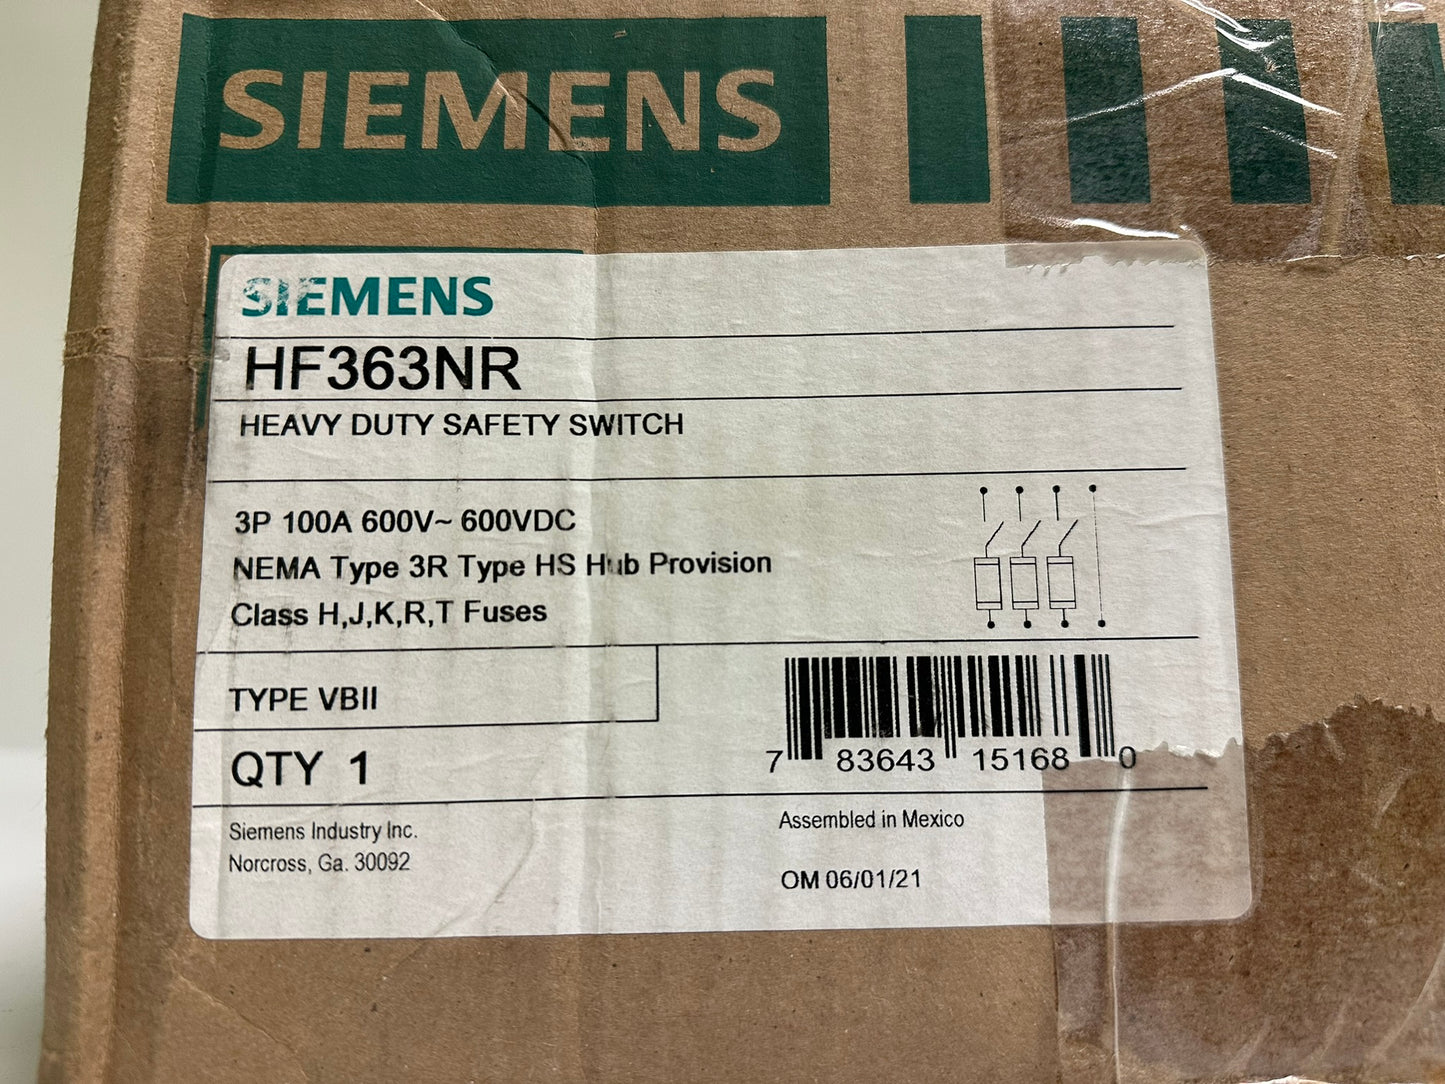 SIEMENS
SIEMENS
HF363NR
HEAVY DUTY SAFETY SWITCH
3P 100A 600V~ 600VDC
NEMA Type 3R Type HS Hub Provision
Class H,J,K,R,T Fuses
TYPE VBII
QTY 1
7 83643 15168 0
Siemens Industry Inc.
Norcross, Ga. 30092
Assembled in Mexico
OM 06/01/21